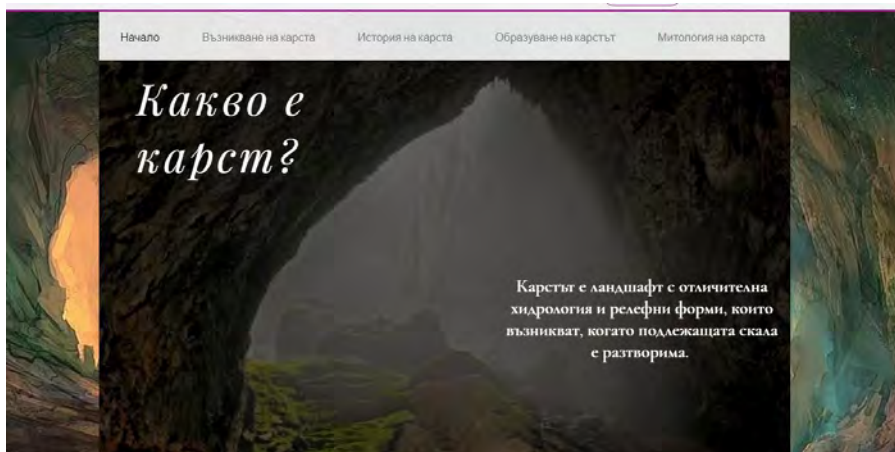 Начало Възникване на карста История на карста Образуване на карстът Митология на карста
Какво е
карст?
Карстът е ландшафт с отличителна
хидрология и релефни форми, които
възникват, когато подлежащата скала
е разтворима.